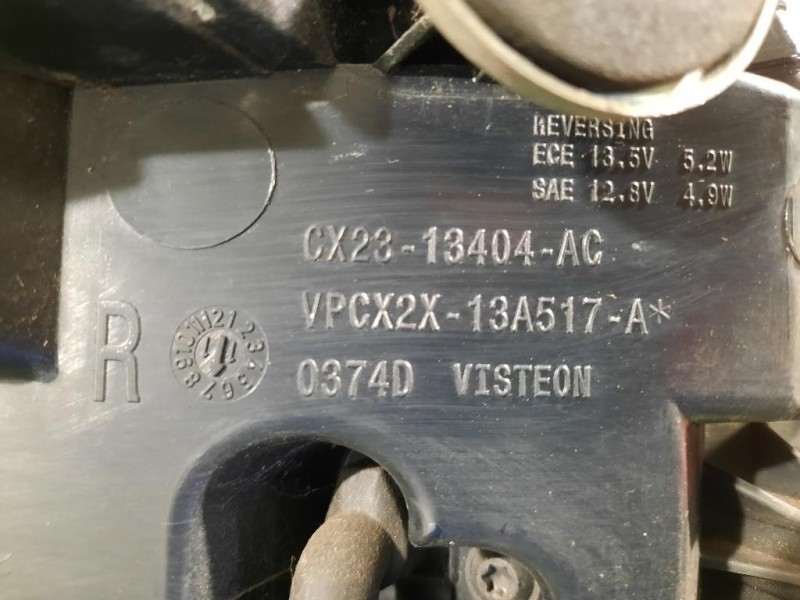 REVERSING
ECE 13.5V 5.2W
SAE 12.8V 4.9W
CX23-13404-AC
VPCX2X-13A517-A*
R
0374D VISTEON